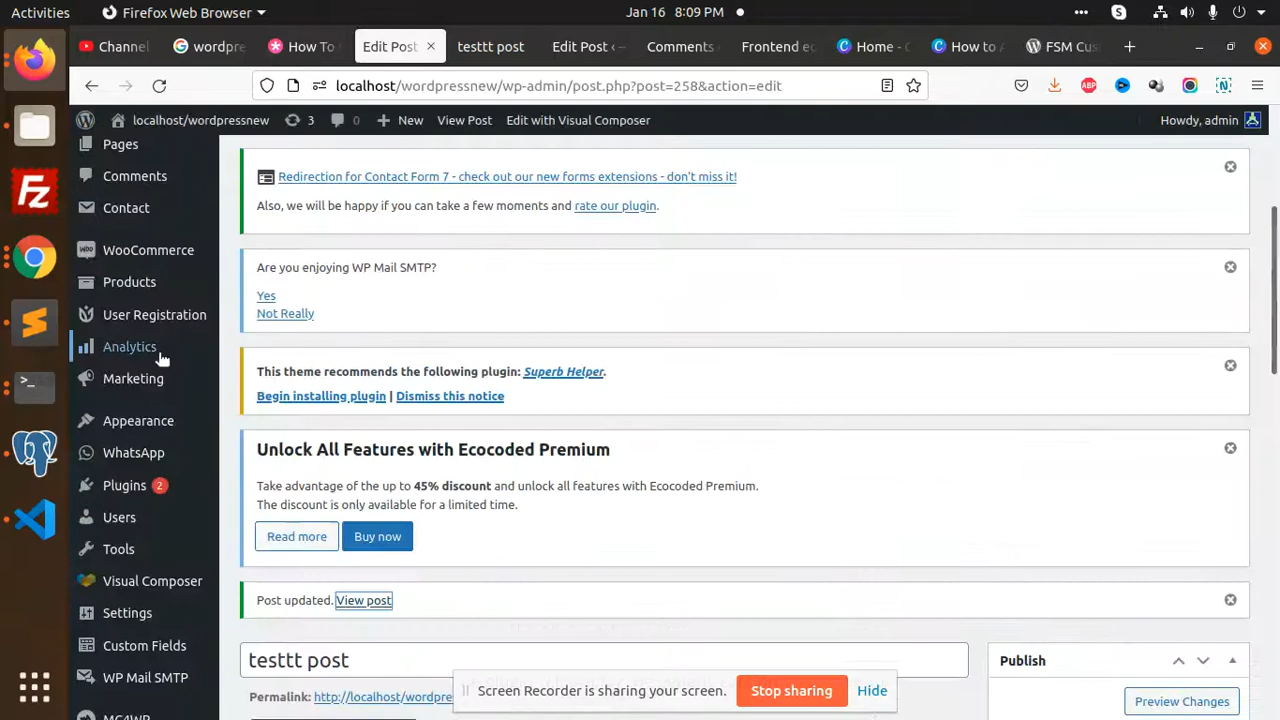 Activities
Firefox Web Browser
Jan 16  8:09 PM
Channel
wordpre
How To
Edit Post
testtt post
Edit Post ‹
Comments
Frontend e
Home - C
How to
FSM Cus
localhost/wordpressnew/wp-admin/post.php?post=258&action=edit
localhost/wordpressnew
3
0
New
View Post
Edit with Visual Composer
Howdy, admin
Pages
Comments
Contact
WooCommerce
Products
User Registration
Analytics
Marketing
Appearance
WhatsApp
Plugins 2
Users
Tools
Visual Composer
Settings
Custom Fields
WP Mail SMTP
MC4WP
Redirection for Contact Form 7 - check out our new forms extensions - don't miss it!
Also, we will be happy if you can take a few moments and rate our plugin.
Are you enjoying WP Mail SMTP?
Yes
Not Really
This theme recommends the following plugin: Superb Helper.
Begin installing plugin | Dismiss this notice
Unlock All Features with Ecocoded Premium
Take advantage of the up to 45% discount and unlock all features with Ecocoded Premium.
The discount is only available for a limited time.
Read more
Buy now
Post updated. View post
testtt post
Publish
Permalink: http://localhost/wordpre
Preview Changes
Screen Recorder is sharing your screen.
Stop sharing
Hide